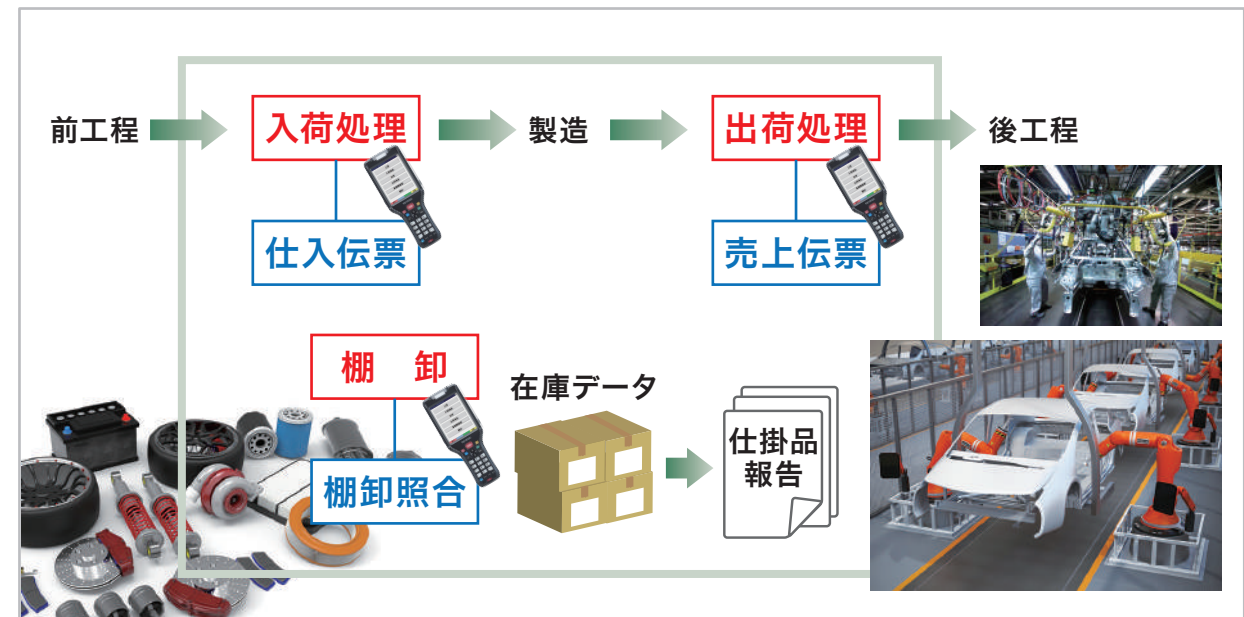 前工程
入荷処理
製造
出荷処理
後工程
仕入伝票
売上伝票
棚 卸
在庫データ
棚卸照合
仕掛品
報告